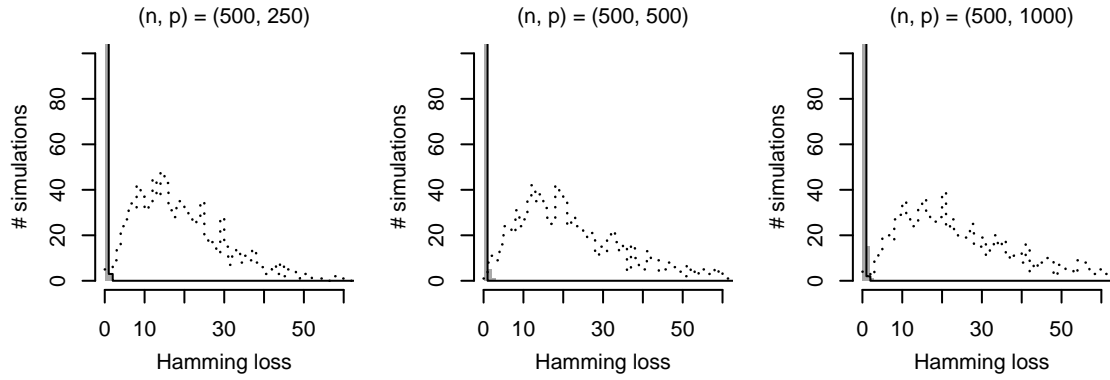 (n, p) = (500, 250)
# simulations
0 20 40 60 80
0 10 30 50
Hamming loss
(n, p) = (500, 500)
# simulations
0 20 40 60 80
0 10 30 50
Hamming loss
(n, p) = (500, 1000)
# simulations
0 20 40 60 80
0 10 30 50
Hamming loss